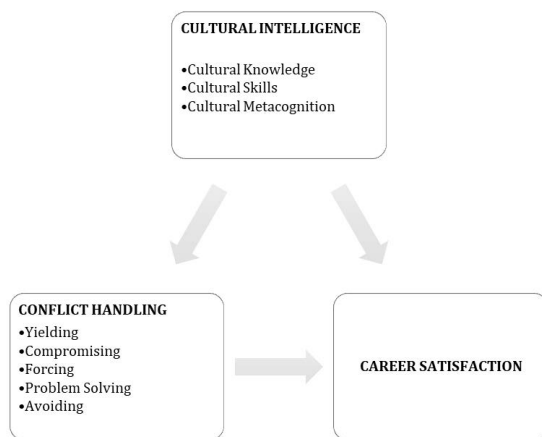 CULTURAL INTELLIGENCE
•Cultural Knowledge
•Cultural Skills
•Cultural Metacognition
CONFLICT HANDLING
•Yielding
•Compromising
•Forcing
•Problem Solving
•Avoiding
CAREER SATISFACTION